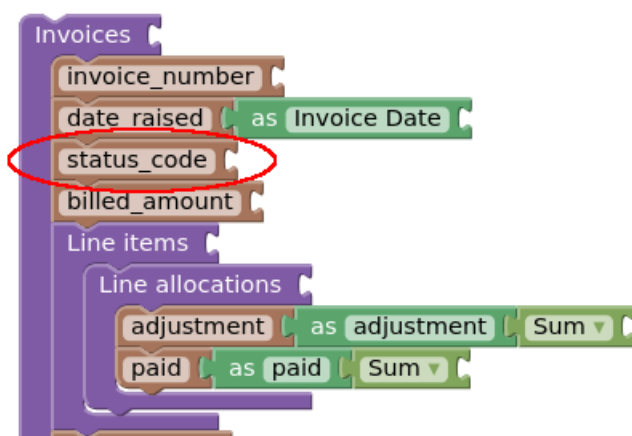 Invoices
invoice_number
date_raised as Invoice Date
status_code
billed_amount
Line items
Line allocations
adjustment as adjustment Sum
paid as paid Sum